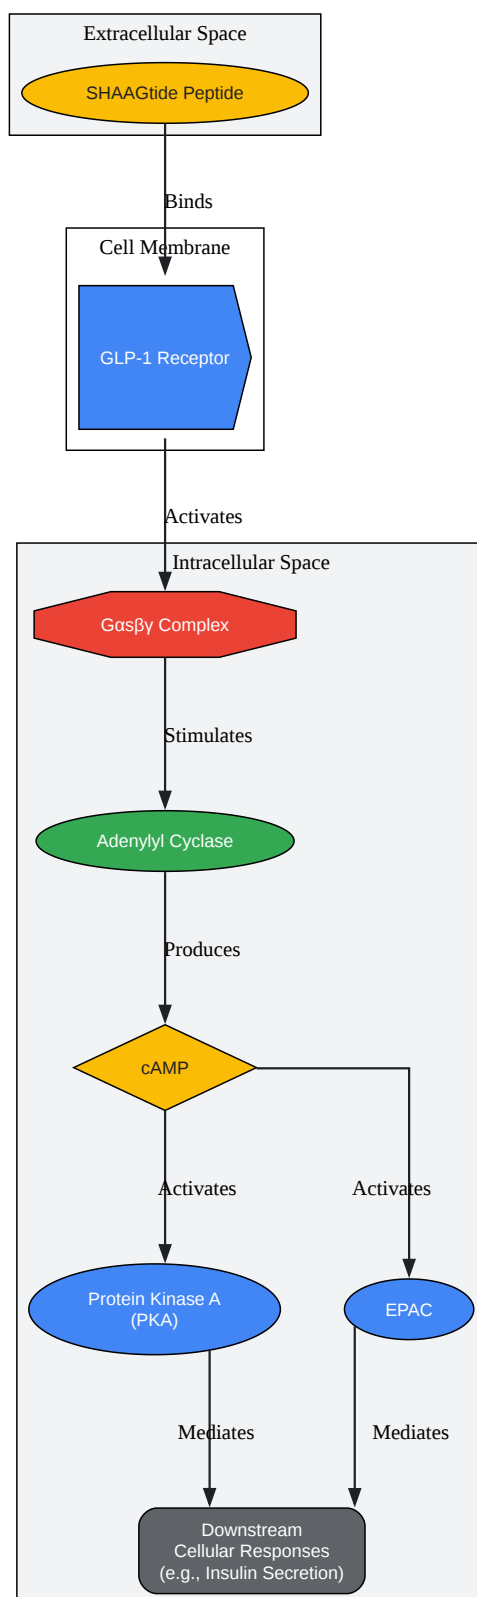 Extracellular Space
SHAAGtide Peptide
Binds
Cell Membrane
GLP-1 Receptor
Activates
Intracellular Space
Gαsβγ Complex
Stimulates
Adenylyl Cyclase
Produces
cAMP
Activates
Activates
Protein Kinase A
(PKA)
EPAC
Mediates
Mediates
Downstream
Cellular Responses
(e.g., Insulin Secretion)